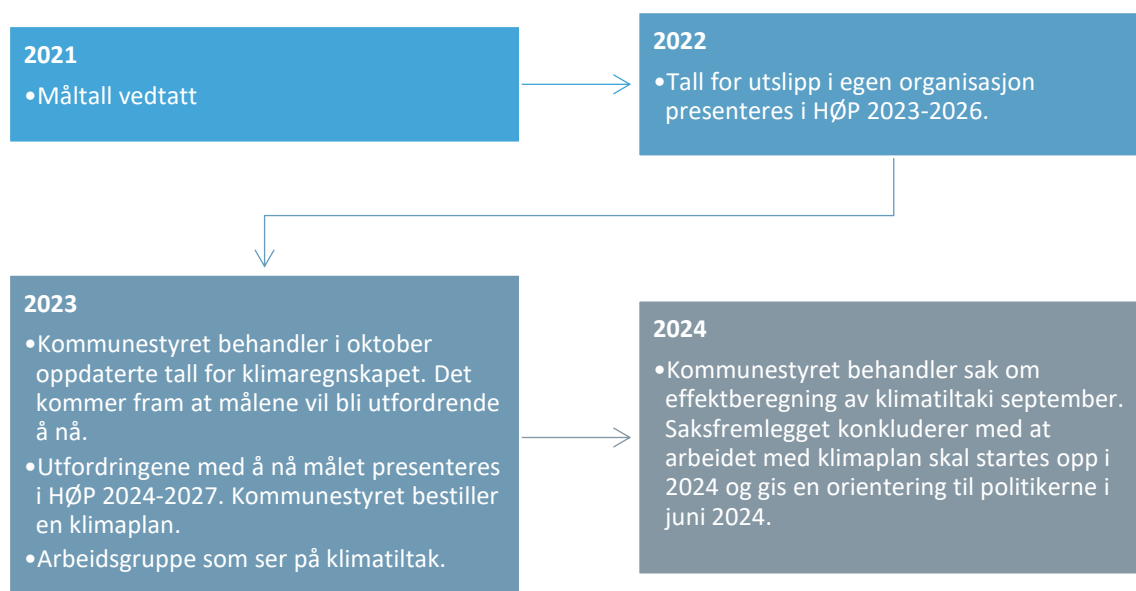 2021
•Måltall vedtatt
2022
•Tall for utslipp i egen organisasjon
presenteres i HØP 2023-2026.
2023
•Kommunestyret behandler i oktober
oppdaterte tall for klimaregnskapet. Det
kommer fram at målene vil bli utfordrende
å nå.
•Utfordringene med å nå målet presenteres
i HØP 2024-2027. Kommunestyret bestiller
en klimaplan.
•Arbeidsgruppe som ser på klimatiltak.
2024
•Kommunestyret behandler sak om
effektberegning av klimatiltaki september.
Saksfremlegget konkluderer med at
arbeidet med klimaplan skal startes opp i
2024 og gis en orientering til politikerne i
juni 2024.